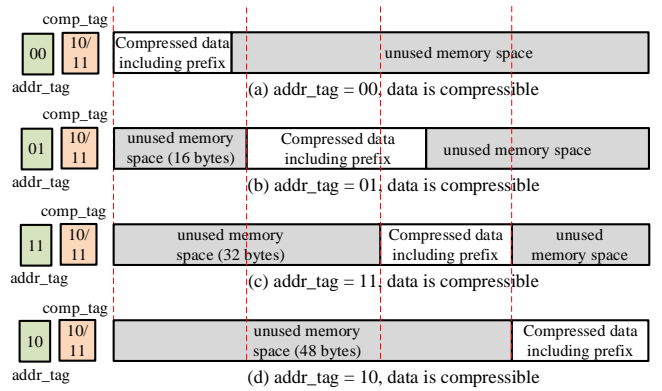 comp_tag
00
10/
11
Compressed data
including prefix
unused memory space
addr_tag
(a) addr_tag = 00, data is compressible
comp_tag
01
10/
11
unused memory
space (16 bytes)
Compressed data
including prefix
unused memory space
addr_tag
(b) addr_tag = 01, data is compressible
comp_tag
11
10/
11
unused memory
space (32 bytes)
Compressed data
including prefix
unused
memory space
addr_tag
(c) addr_tag = 11, data is compressible
comp_tag
10
10/
11
unused memory
space (48 bytes)
Compressed data
including prefix
addr_tag
(d) addr_tag = 10, data is compressible